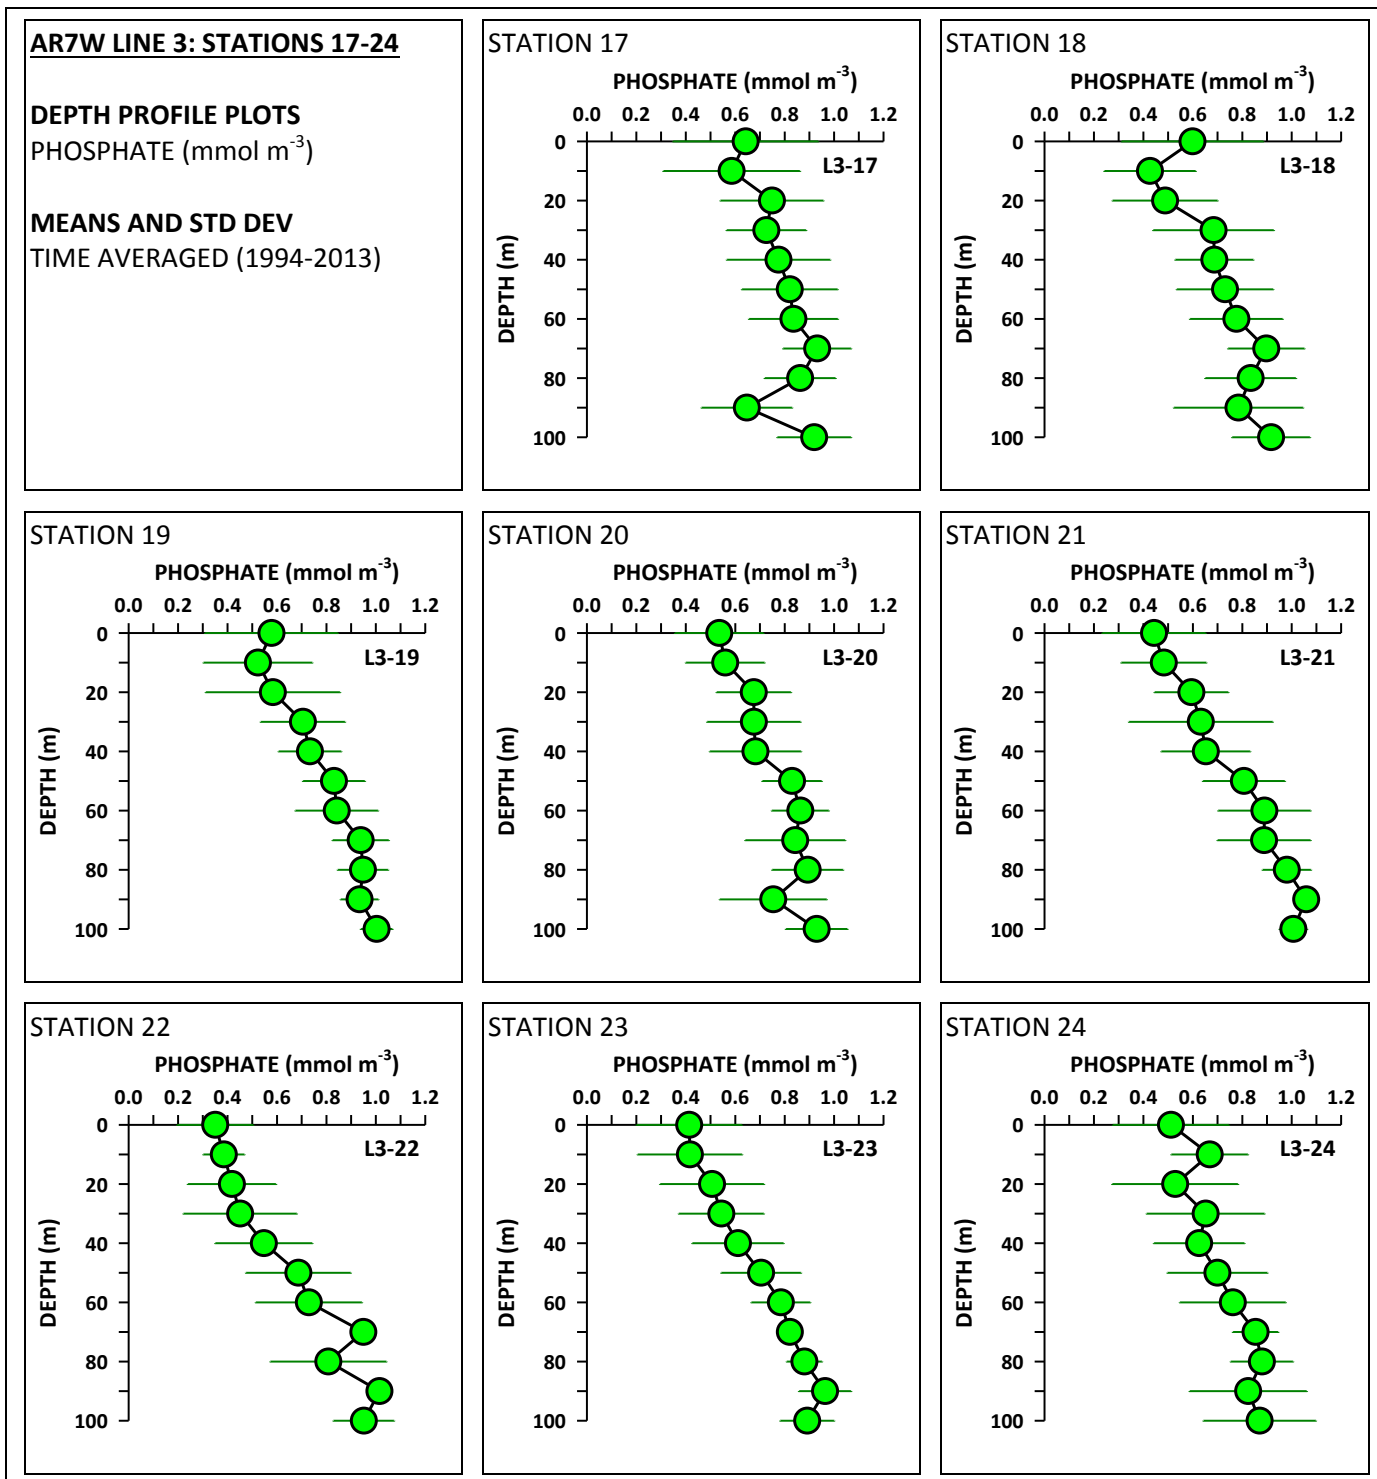 AR7W LINE 3: STATIONS 17-24
DEPTH PROFILE PLOTS
PHOSPHATE (mmol m-3)
MEANS AND STD DEV
TIME AVERAGED (1994-2013)
STATION 17
PHOSPHATE (mmol m-3)
0.0 0.2 0.4 0.6 0.8 1.0 1.2
0
L3-17
20
40
60
80
100
DEPTH (m)
STATION 18
PHOSPHATE (mmol m-3)
0.0 0.2 0.4 0.6 0.8 1.0 1.2
0
L3-18
20
40
60
80
100
DEPTH (m)
STATION 19
PHOSPHATE (mmol m-3)
0.0 0.2 0.4 0.6 0.8 1.0 1.2
0
L3-19
20
40
60
80
100
DEPTH (m)
STATION 20
PHOSPHATE (mmol m-3)
0.0 0.2 0.4 0.6 0.8 1.0 1.2
0
L3-20
20
40
60
80
100
DEPTH (m)
STATION 21
PHOSPHATE (mmol m-3)
0.0 0.2 0.4 0.6 0.8 1.0 1.2
0
L3-21
20
40
60
80
100
DEPTH (m)
STATION 22
PHOSPHATE (mmol m-3)
0.0 0.2 0.4 0.6 0.8 1.0 1.2
0
L3-22
20
40
60
80
100
DEPTH (m)
STATION 23
PHOSPHATE (mmol m-3)
0.0 0.2 0.4 0.6 0.8 1.0 1.2
0
L3-23
20
40
60
80
100
DEPTH (m)
STATION 24
PHOSPHATE (mmol m-3)
0.0 0.2 0.4 0.6 0.8 1.0 1.2
0
L3-24
20
40
60
80
100
DEPTH (m)